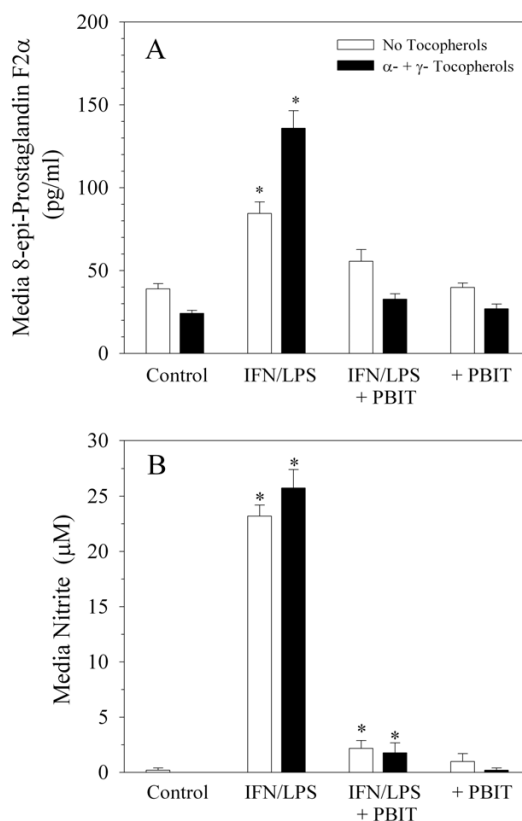 A
No Tocopherols
α- + γ- Tocopherols
Media 8-epi-Prostaglandin F2α
(pg/ml)
200
150
100
50
0
*
*
Control
IFN/LPS
IFN/LPS
+ PBIT
+ PBIT
B
Media Nitrite (μM)
30
25
20
15
10
5
0
*
*
*
*
Control
IFN/LPS
IFN/LPS
+ PBIT
+ PBIT